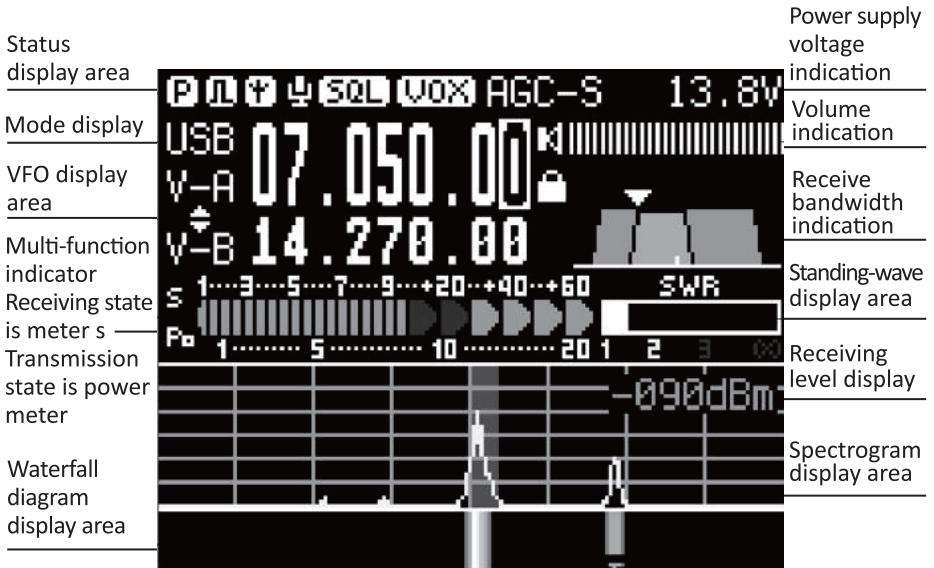 Status
display area
Mode display
VFO display
area
Multi-function
indicator
Receiving state
is meter s
Transmission
state is power
meter
Waterfall
diagram
display area
P SQL VOX AGC-S 13.8V
USB 07.050.00
V-A
V-B 14.270.00
S 1 3 5 7 9 +20 +40 +60 SWR
Po 1 5 10 20 1 2 3 ∞
-090dBm
Power supply
voltage
indication
Volume
indication
Receive
bandwidth
indication
Standing-wave
display area
Receiving
level display
Spectrogram
display area